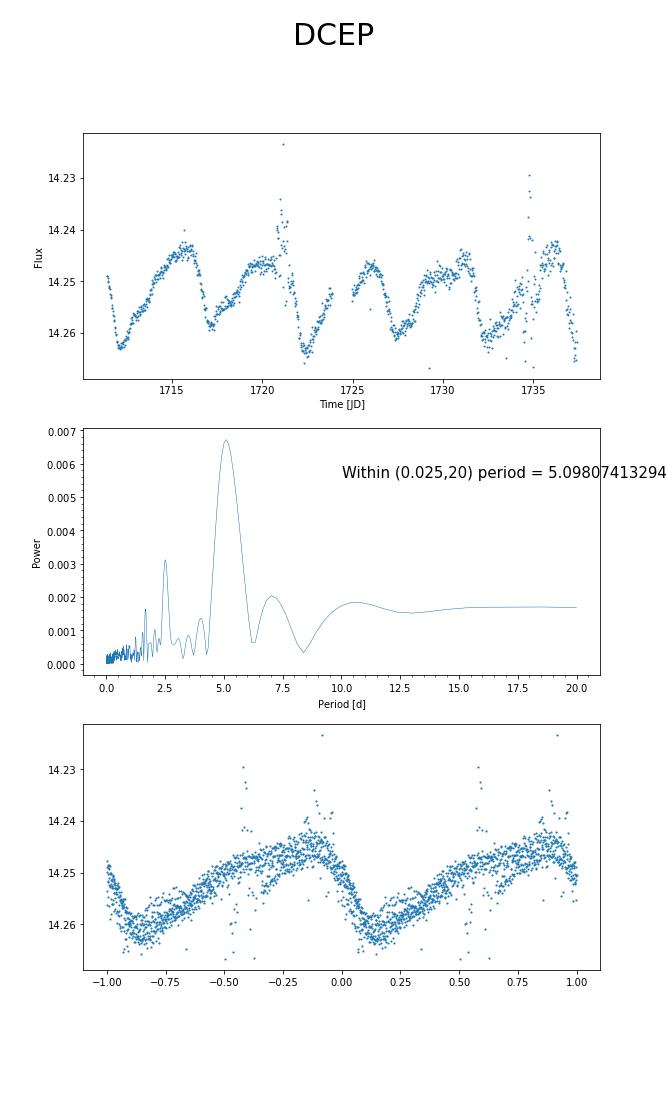 DCEP
14.23
14.24
14.25
14.26
Flux
1715 1720 1725 1730 1735
Time [JD]
0.007
0.006
0.005
0.004
0.003
0.002
0.001
0.000
Power
Within (0.025,20) period = 5.09807413294
0.0 2.5 5.0 7.5 10.0 12.5 15.0 17.5 20.0
Period [d]
14.23
14.24
14.25
14.26
−1.00 −0.75 −0.50 −0.25 0.00 0.25 0.50 0.75 1.00